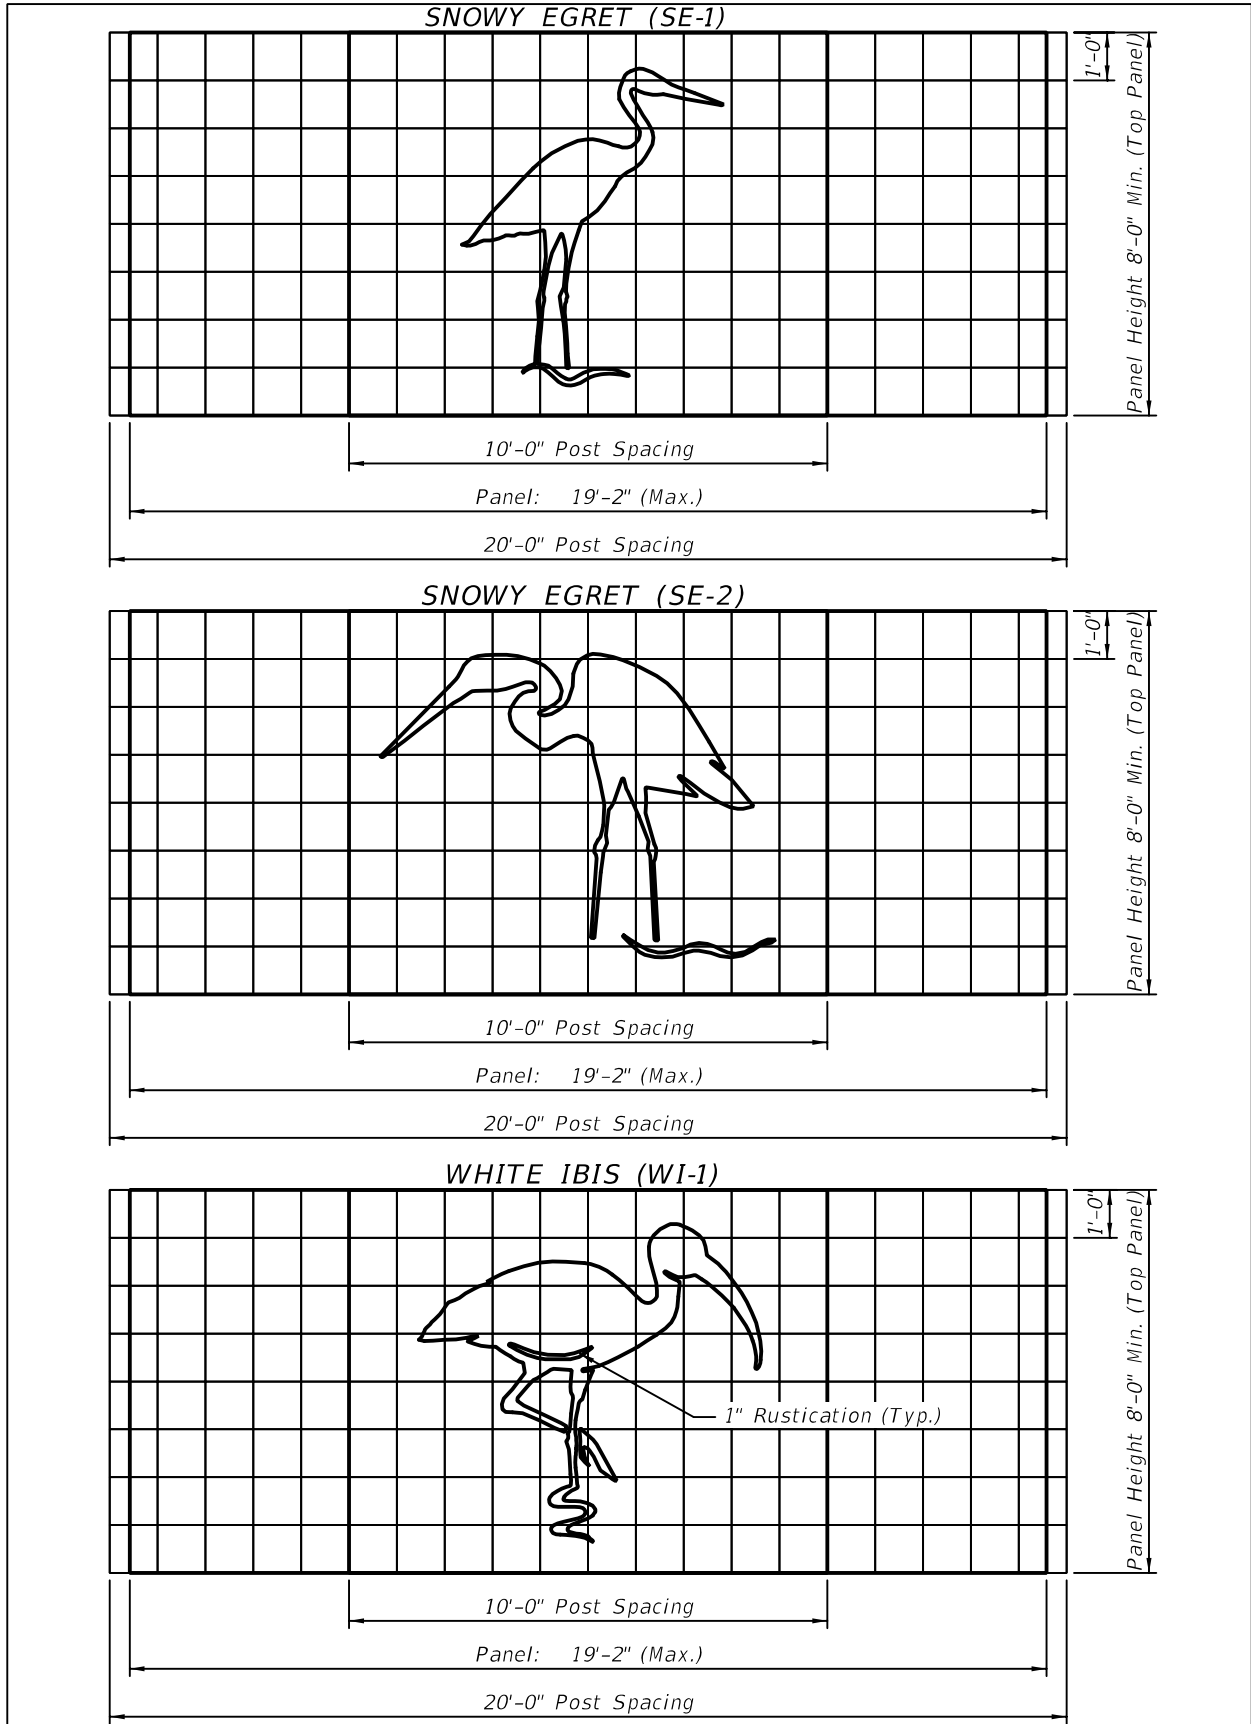 SNOWY EGRET (SE-1)
1'-0"
Panel Height 8'-0" Min. (Top Panel)
10'-0" Post Spacing
Panel: 19'-2" (Max.)
20'-0" Post Spacing
SNOWY EGRET (SE-2)
1'-0"
Panel Height 8'-0" Min. (Top Panel)
10'-0" Post Spacing
Panel: 19'-2" (Max.)
20'-0" Post Spacing
WHITE IBIS (WI-1)
1'-0"
Panel Height 8'-0" Min. (Top Panel)
1" Rustication (Typ.)
10'-0" Post Spacing
Panel: 19'-2" (Max.)
20'-0" Post Spacing